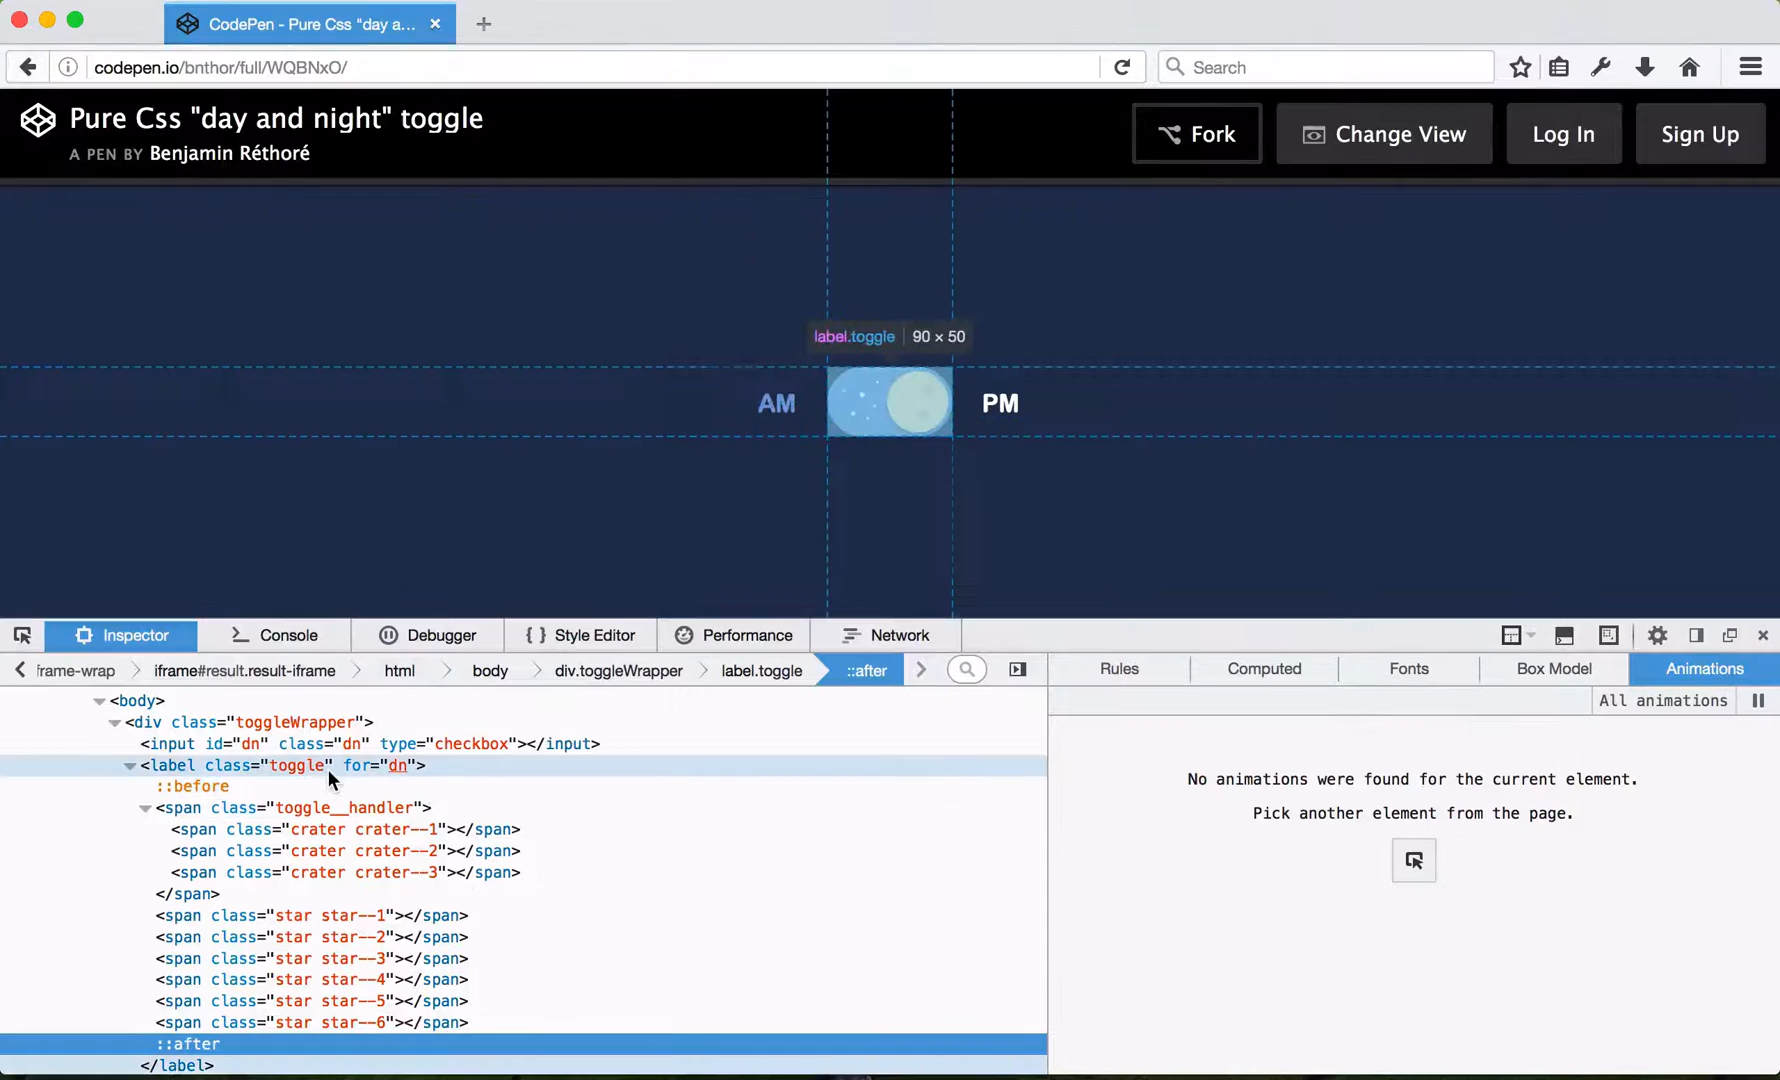 CodePen - Pure Css "day a...
codepen.io/bnthor/full/WQBNxO/
Search
Pure Css "day and night" toggle
A PEN BY Benjamin Réthoré
Fork
Change View
Log In
Sign Up
label.toggle 90 × 50
AM
PM
Inspector
Console
Debugger
{ } Style Editor
Performance
Network
iframe-wrap
iframe#result.result-iframe
html
body
div.toggleWrapper
label.toggle
::after
Rules
Computed
Fonts
Box Model
Animations
All animations
<body>
<div class="toggleWrapper">
<input id="dn" class="dn" type="checkbox"></input>
<label class="toggle" for="dn">
::before
<span class="toggle__handler">
<span class="crater crater--1"></span>
<span class="crater crater--2"></span>
<span class="crater crater--3"></span>
</span>
<span class="star star--1"></span>
<span class="star star--2"></span>
<span class="star star--3"></span>
<span class="star star--4"></span>
<span class="star star--5"></span>
<span class="star star--6"></span>
::after
</label>
No animations were found for the current element.
Pick another element from the page.